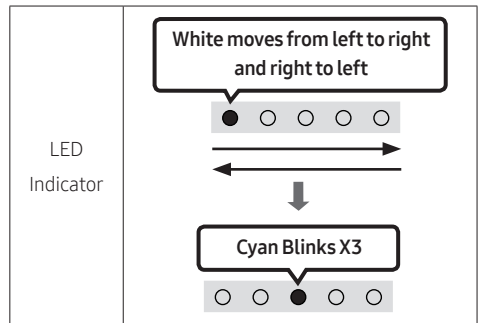 White moves from left to right
and right to left
LED
Indicator
Cyan Blinks X3